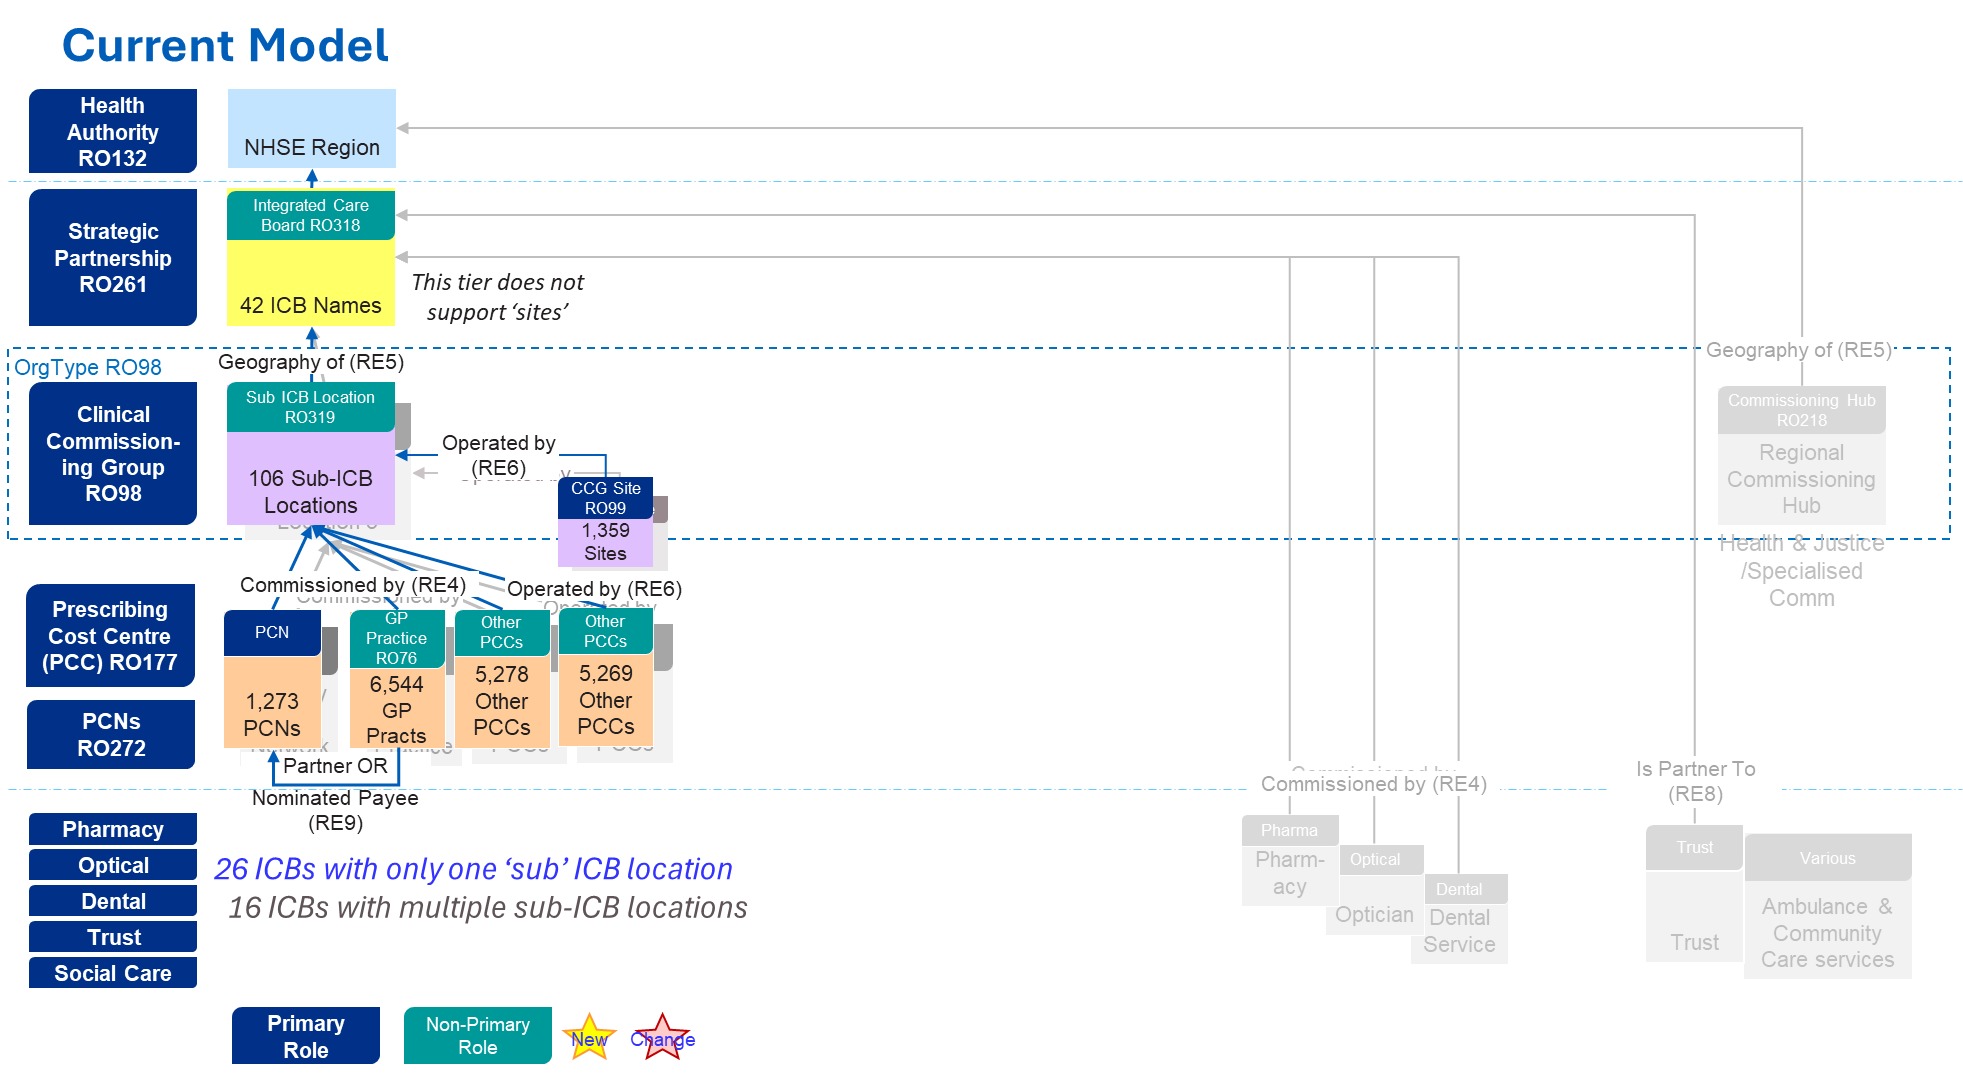 Current Model
Health
Authority
RO132
NHSE Region
Strategic
Partnership
RO261
Integrated Care
Board RO318
42 ICB Names
This tier does not
support ‘sites’
Geography of (RE5)
Geography of (RE5)
OrgType RO98
Clinical
Commission-
ing Group
RO98
Sub ICB Location
RO319
106 Sub-ICB
Locations
Operated by
(RE6)
CCG Site
RO99
1,359
Sites
Commissioning Hub
RO218
Regional
Commissioning
Hub
Health & Justice
/Specialised
Comm
Commissioned by (RE4)
Operated by (RE6)
Prescribing
Cost Centre
(PCC) RO177
PCNs
RO272
PCN
1,273
PCNs
GP
Practice
RO76
6,544
GP
Practs
Other
PCCs
5,278
Other
PCCs
Other
PCCs
5,269
Other
PCCs
Partner OR
Nominated Payee
(RE9)
Commissioned by (RE4)
Is Partner To
(RE8)
Pharmacy
Optical
Dental
Trust
Social Care
26 ICBs with only one ‘sub’ ICB location
16 ICBs with multiple sub-ICB locations
Pharma
Pharm-
acy
Optical
Optician
Dental
Dental
Service
Trust
Trust
Various
Ambulance &
Community
Care services
Primary
Role
Non-Primary
Role
New
Change